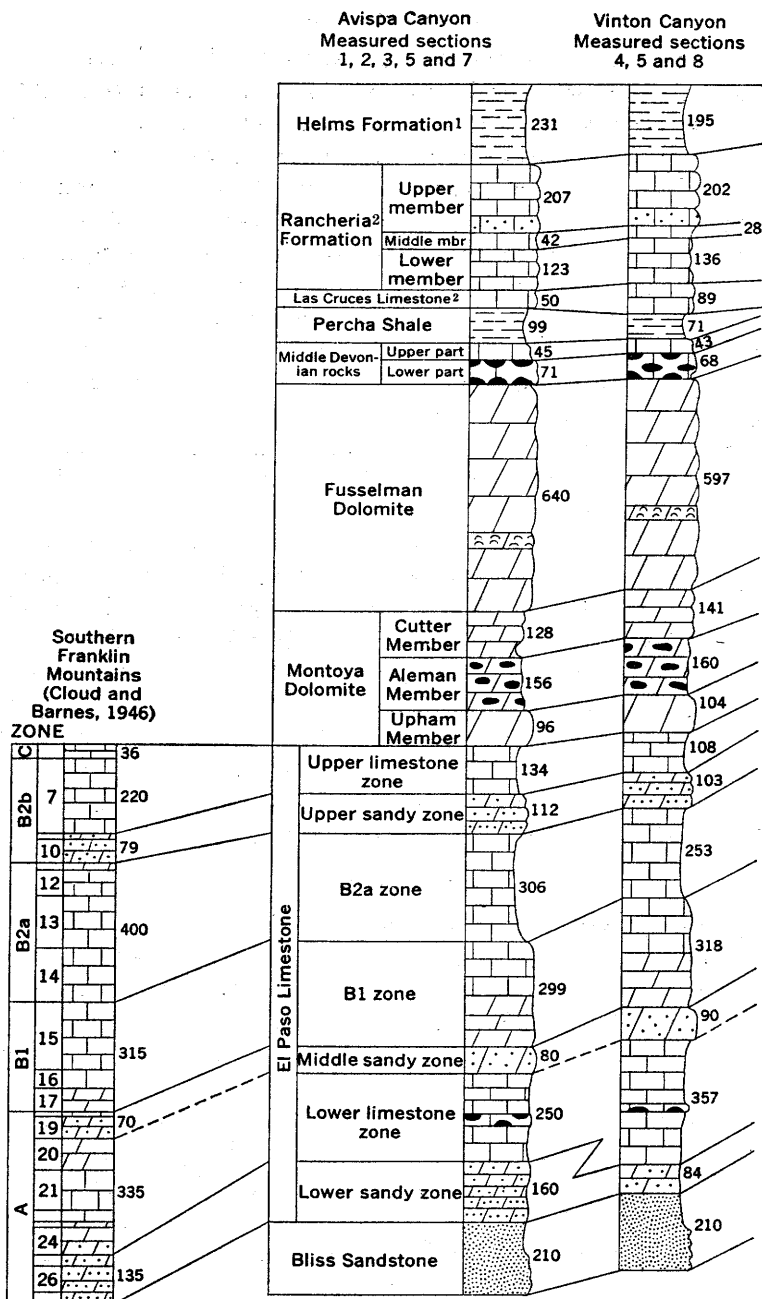 Avispa Canyon
Measured sections
1, 2, 3, 5 and 7
Vinton Canyon
Measured sections
4, 5 and 8
Helms Formation1
231
195
Rancheria2
Formation
Upper
member
207
202
Middle mbr
42
28
Lower
member
123
136
Las Cruces Limestone2
50
89
Percha Shale
99
71
Middle Devon-
ian rocks
Upper part
45
43
Lower part
71
68
Fusselman
Dolomite
640
597
Montoya
Dolomite
Cutter
Member
128
141
Aleman
Member
156
160
Upham
Member
96
104
Southern
Franklin
Mountains
(Cloud and
Barnes, 1946)
ZONE
C
36
B2b
7
220
10
79
B2a
12
13
400
14
B1
15
315
16
17
A
19
70
20
21
335
24
26
135
El Paso Limestone
Upper limestone
zone
134
108
Upper sandy zone
112
103
B2a zone
306
253
B1 zone
299
318
Middle sandy zone
80
90
Lower limestone
zone
250
357
Lower sandy zone
160
84
Bliss Sandstone
210
210